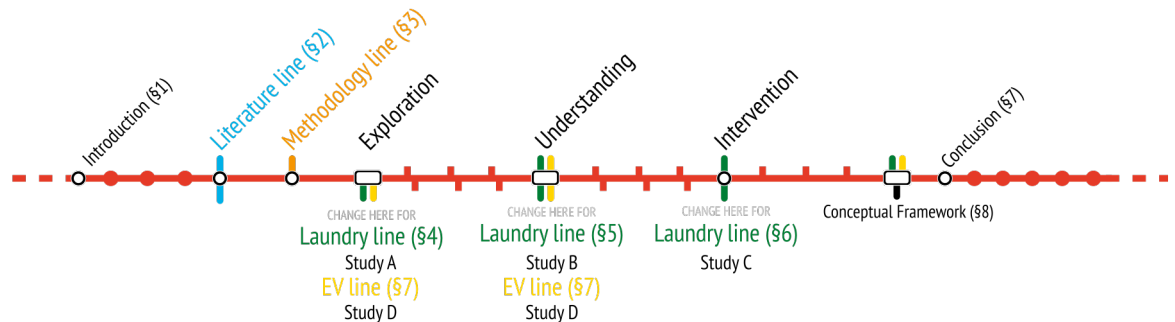 Introduction (§1)
Literature line (§2)
Methodology line (§3)
Exploration
Understanding
Intervention
Conclusion (§7)
CHANGE HERE FOR
Laundry line (§4)
Study A
EV line (§7)
Study D
CHANGE HERE FOR
Laundry line (§5)
Study B
EV line (§7)
Study D
CHANGE HERE FOR
Laundry line (§6)
Study C
Conceptual Framework (§8)